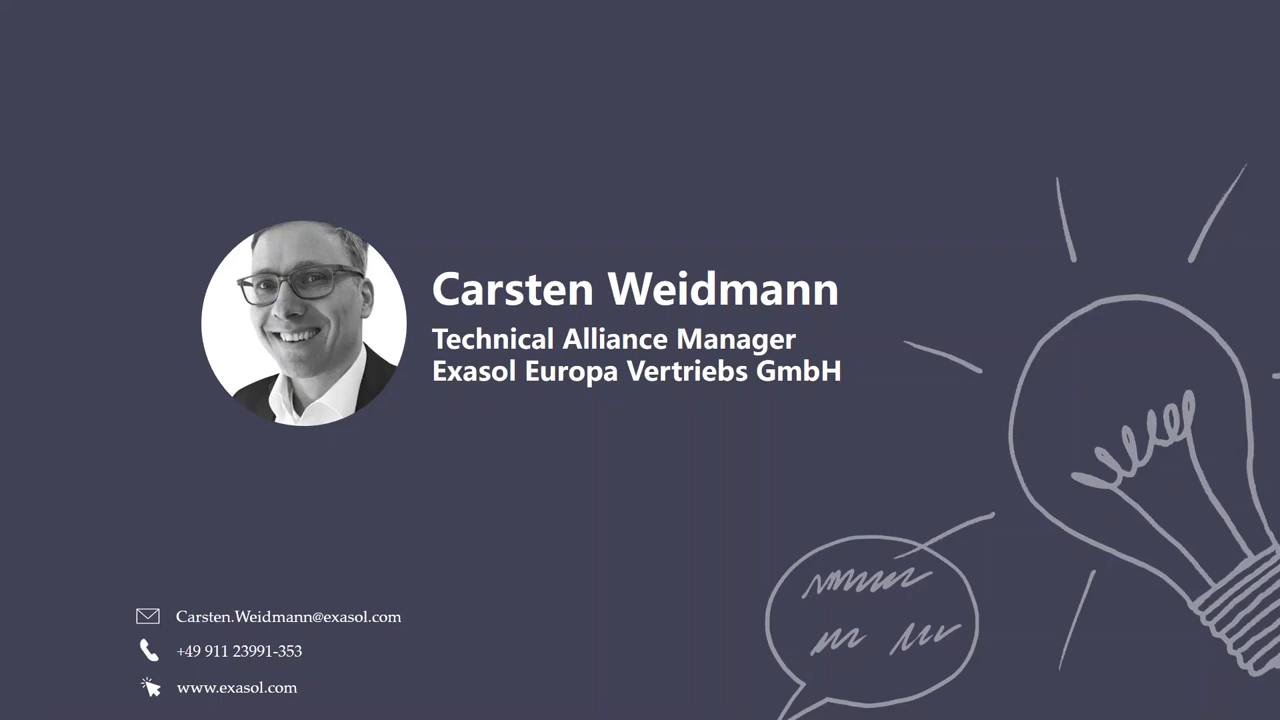 Carsten Weidmann
Technical Alliance Manager
Exasol Europa Vertriebs GmbH
Carsten.Weidmann@exasol.com
+49 911 23991-353
www.exasol.com